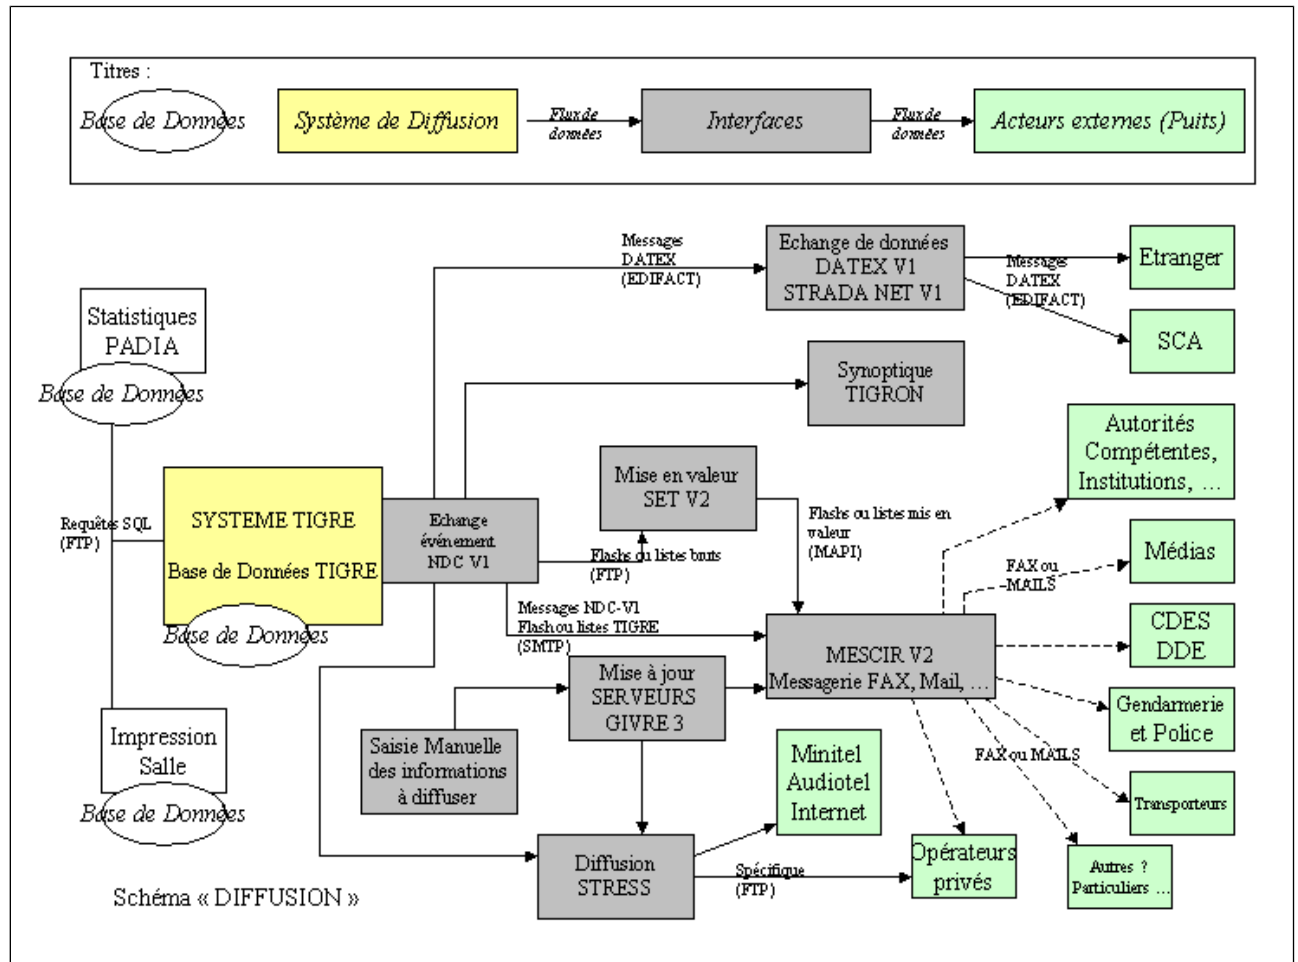 Titres :
Base de Données
Système de Diffusion
Flux de
données
Interfaces
Flux de
données
Acteurs externes (Puits)
Messages
DATEX
(EDIFACT)
Echange de données
DATEX V1
STRADA NET V1
Messages
DATEX
(EDIFACT)
Etranger
SCA
Statistiques
PADIA
Base de Données
Synoptique
TIGRON
Autorités
Compétentes,
Institutions, ...
Mise en valeur
SET V2
Requêtes SQL
(FTP)
SYSTEME TIGRE
Base de Données TIGRE
Base de Données
Echange
événement
NDC V1
Flashs ou listes bruts
(FTP)
Flashs ou listes mis en
valeur
(MAPI)
FAX ou
MAILS
Médias
Messages NDC-V1
Flash ou listes TIGRE
(SMTP)
MESCIR V2
Messagerie FAX, Mail, ...
CDES
DDE
Mise à jour
SERVEURS
GIVRE 3
Gendarmerie
et Police
Impression
Salle
Base de Données
Saisie Manuelle
des informations
à diffuser
Minitel
Audiotel
Internet
FAX ou MAILS
Transporteurs
Diffusion
STRESS
Spécifique
(FTP)
Opérateurs
privés
Autres ?
Particuliers ...
Schéma « DIFFUSION »